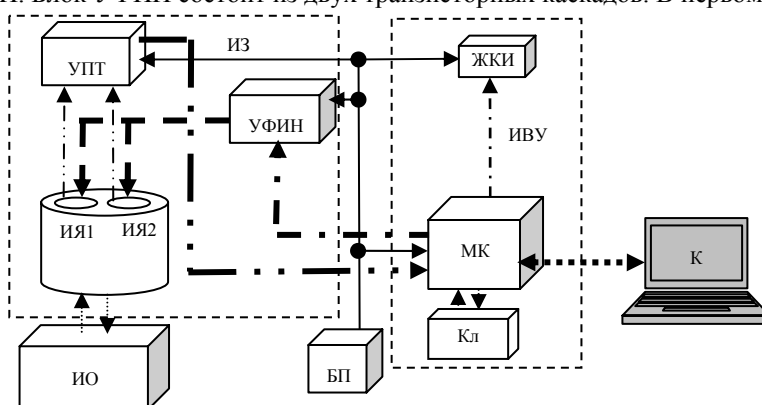 блок УФИН состоит из двух транзисторных каскадов. В первом
ИЗ
УПТ
ЖКИ
УФИН
ИВУ
ИЯ1
ИЯ2
МК
К
Кл
БП
ИО